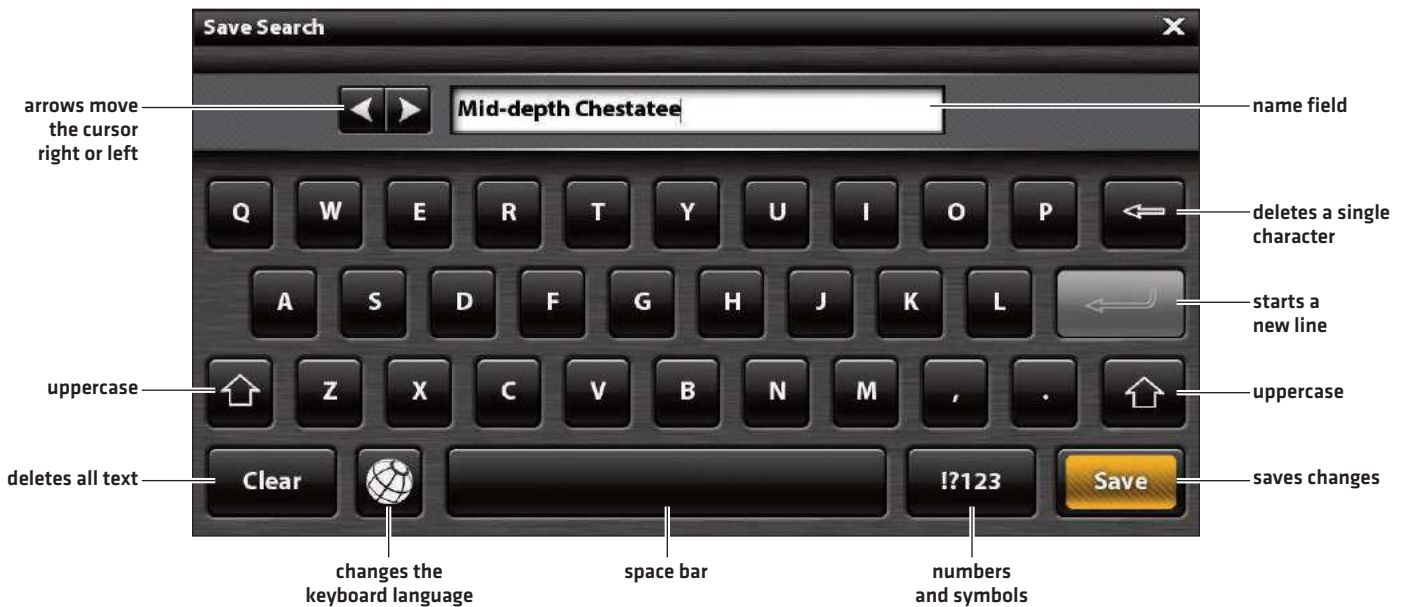 Save Search
arrows move
the cursor
right or left
Mid-depth Chestatee
name field
Q W E R T Y U I O P
deletes a single
character
A S D F G H J K L
starts a
new line
uppercase
Z X C V B N M , .
uppercase
deletes all text
Clear
!?123
Save
saves changes
changes the
keyboard language
space bar
numbers
and symbols